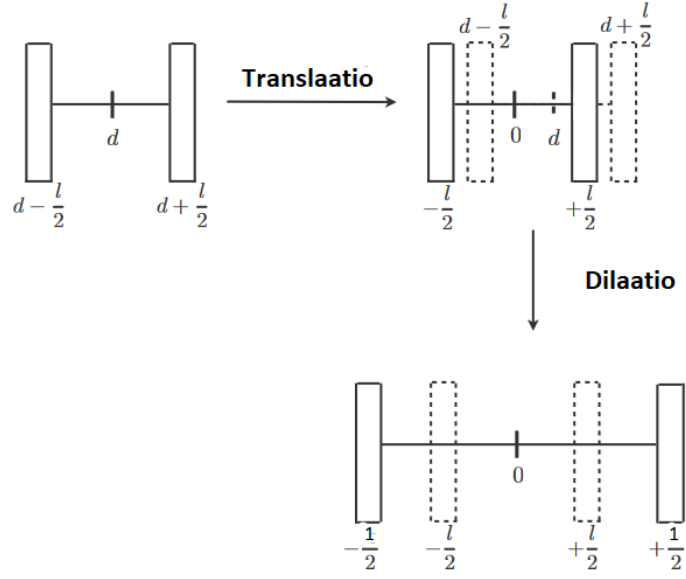 d − l/2 d + l/2
Translaatio
d 0 d
d − l/2 d + l/2 − l/2 + l/2
Dilaatio
0
− 1/2 − l/2 + l/2 + 1/2